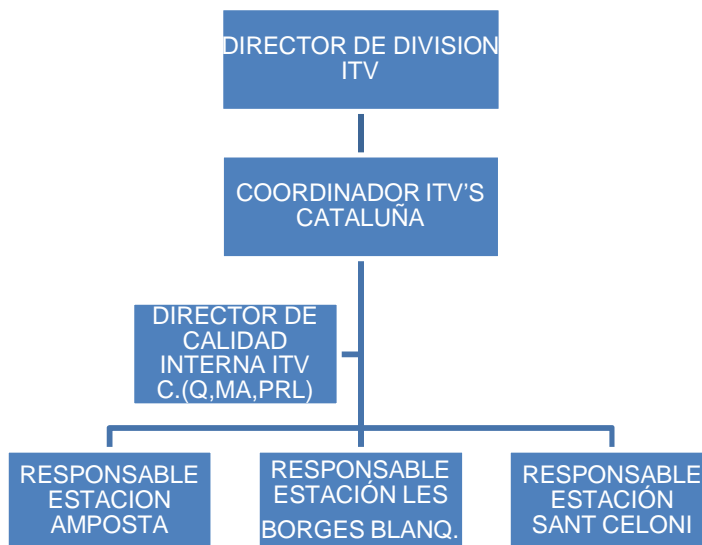 DIRECTOR DE DIVISION
ITV
COORDINADOR ITV'S
CATALUÑA
DIRECTOR DE
CALIDAD
INTERNA ITV
C.(Q,MA,PRL)
RESPONSABLE
ESTACION
AMPOSTA
RESPONSABLE
ESTACIÓN LES
BORGES BLANQ.
RESPONSABLE
ESTACIÓN
SANT CELONI